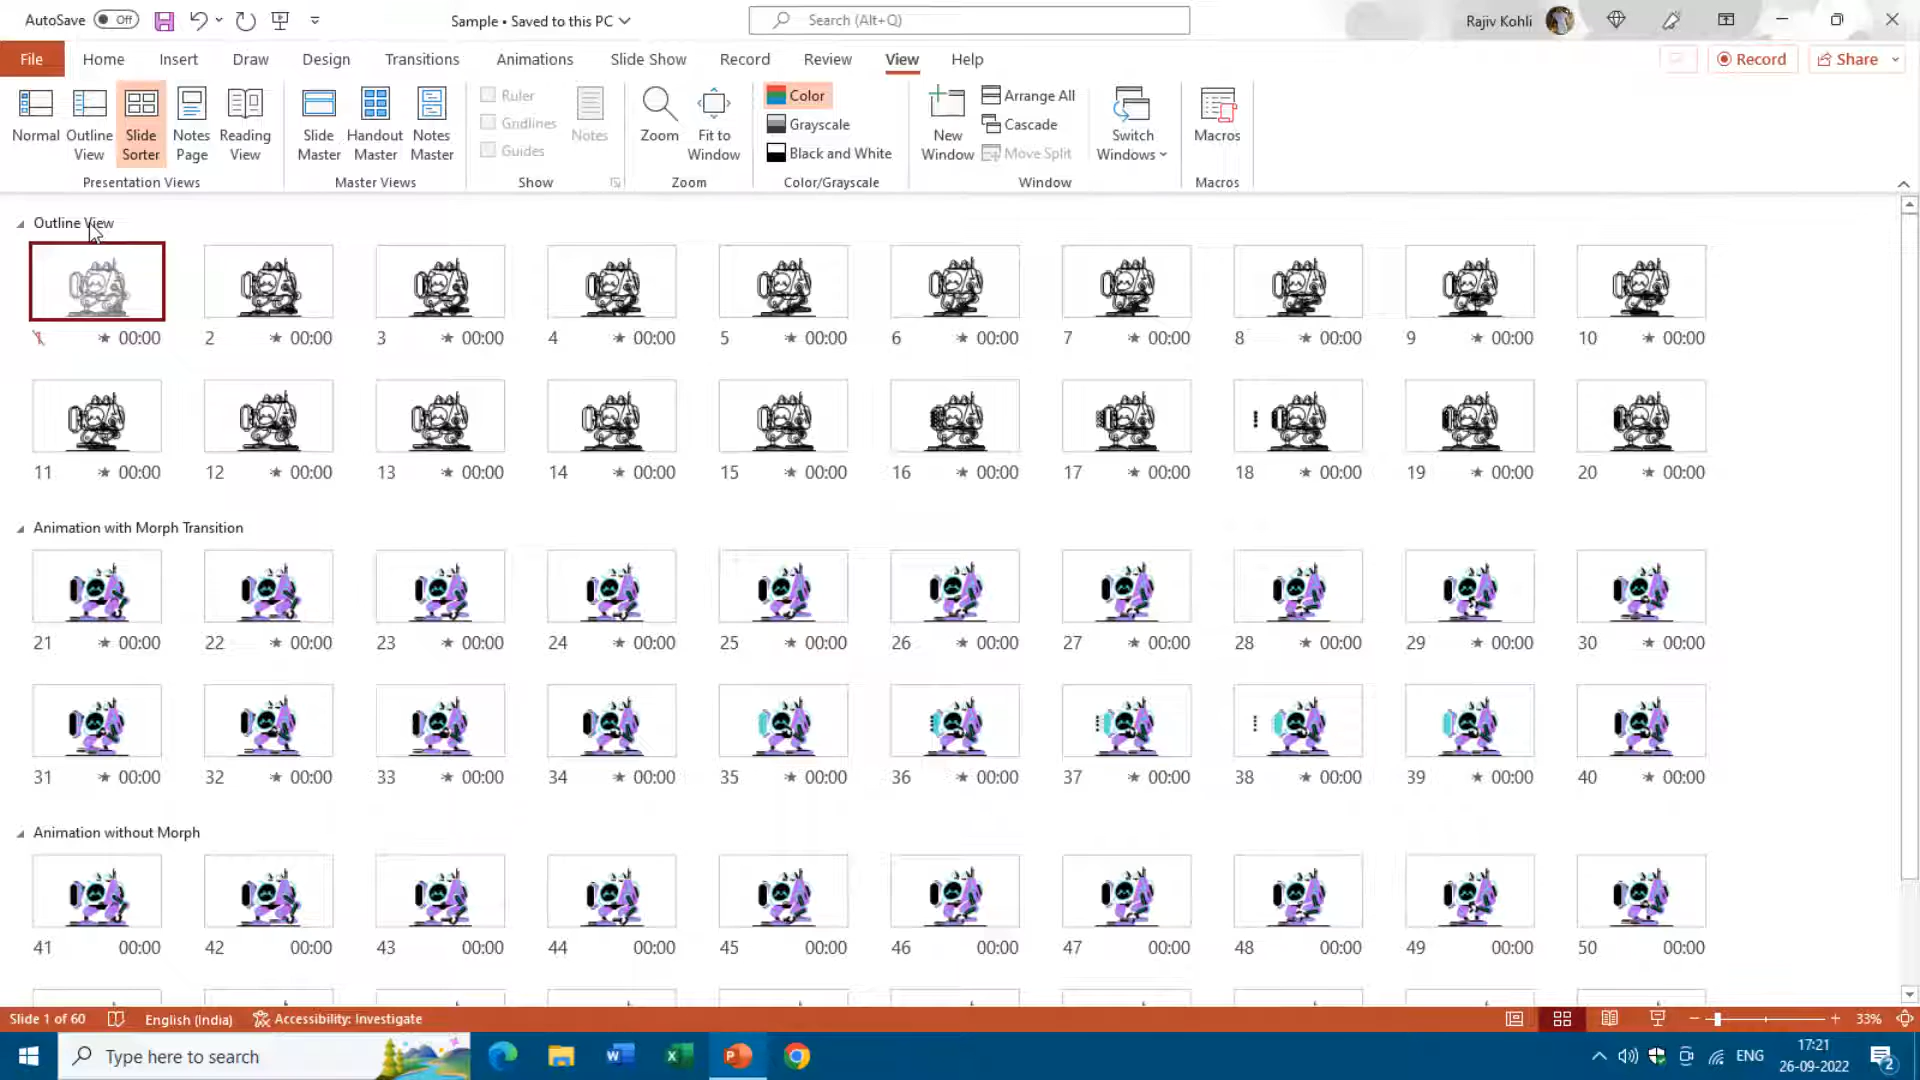 AutoSave Off
Sample • Saved to this PC
Search (Alt+Q)
Rajiv Kohli
File Home Insert Draw Design Transitions Animations Slide Show Record Review View Help
Record Share
Normal Outline View Slide Sorter Notes Page Reading View
Presentation Views
Slide Master Handout Master Notes Master
Master Views
Ruler
Gridlines
Guides
Notes
Show
Zoom Fit to Window
Zoom
Color
Grayscale
Black and White
Color/Grayscale
New Window
Arrange All
Cascade
Move Split
Switch Windows
Window
Macros
Macros
Outline View
00:00 2 00:00 3 00:00 4 00:00 5 00:00 6 00:00 7 00:00 8 00:00 9 00:00 10 00:00
11 00:00 12 00:00 13 00:00 14 00:00 15 00:00 16 00:00 17 00:00 18 00:00 19 00:00 20 00:00
Animation with Morph Transition
21 00:00 22 00:00 23 00:00 24 00:00 25 00:00 26 00:00 27 00:00 28 00:00 29 00:00 30 00:00
31 00:00 32 00:00 33 00:00 34 00:00 35 00:00 36 00:00 37 00:00 38 00:00 39 00:00 40 00:00
Animation without Morph
41 00:00 42 00:00 43 00:00 44 00:00 45 00:00 46 00:00 47 00:00 48 00:00 49 00:00 50 00:00
Slide 1 of 60 English (India) Accessibility: Investigate 33%
Type here to search
ENG
17:21
26-09-2022
2